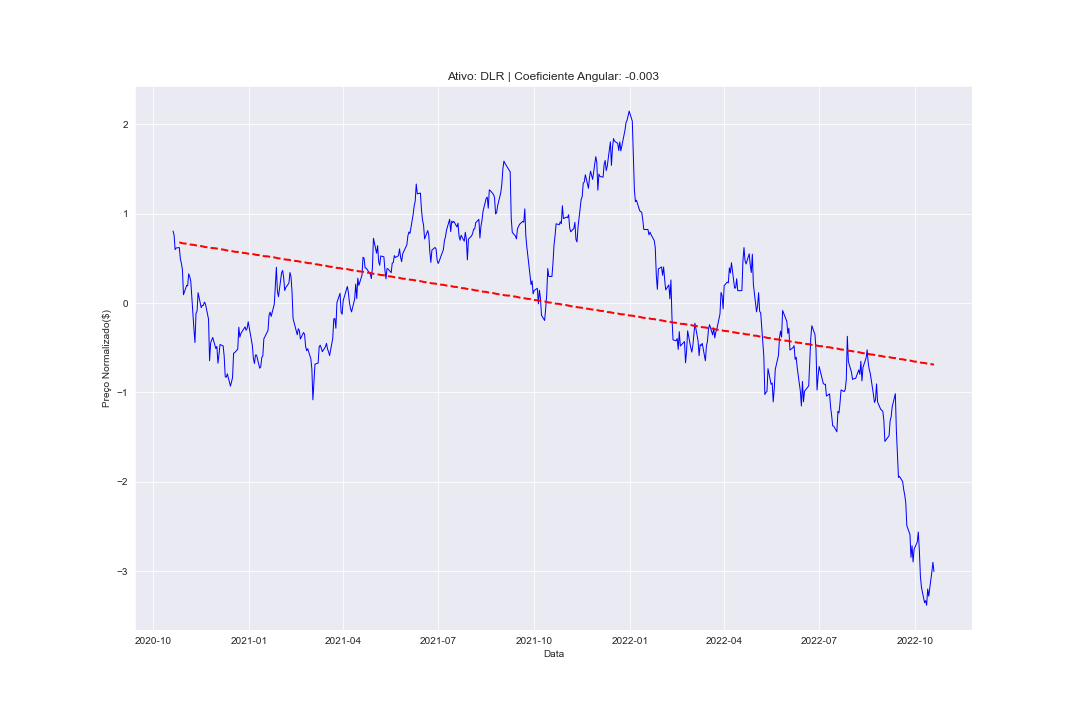 Ativo: DLR | Coeficiente Angular: -0.003
Preço Normalizado($)
2
1
0
−1
−2
−3
2020-10 2021-01 2021-04 2021-07 2021-10 2022-01 2022-04 2022-07 2022-10
Data